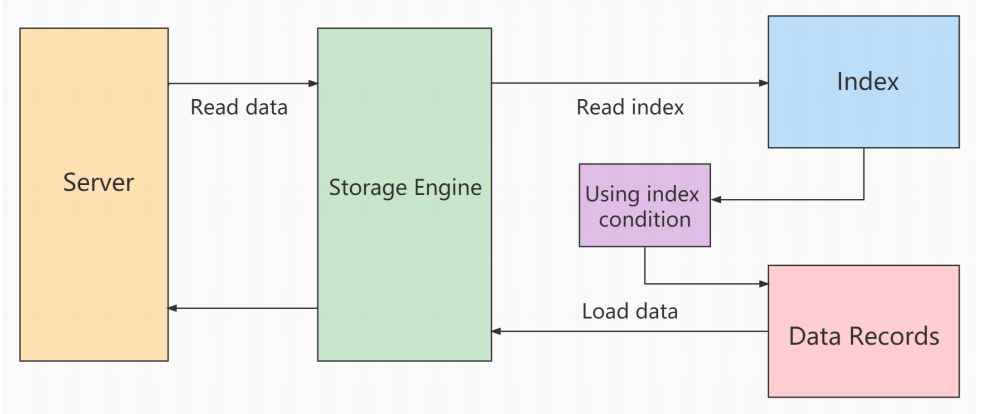 Server
Read data
Storage Engine
Read index
Index
Using index
condition
Load data
Data Records